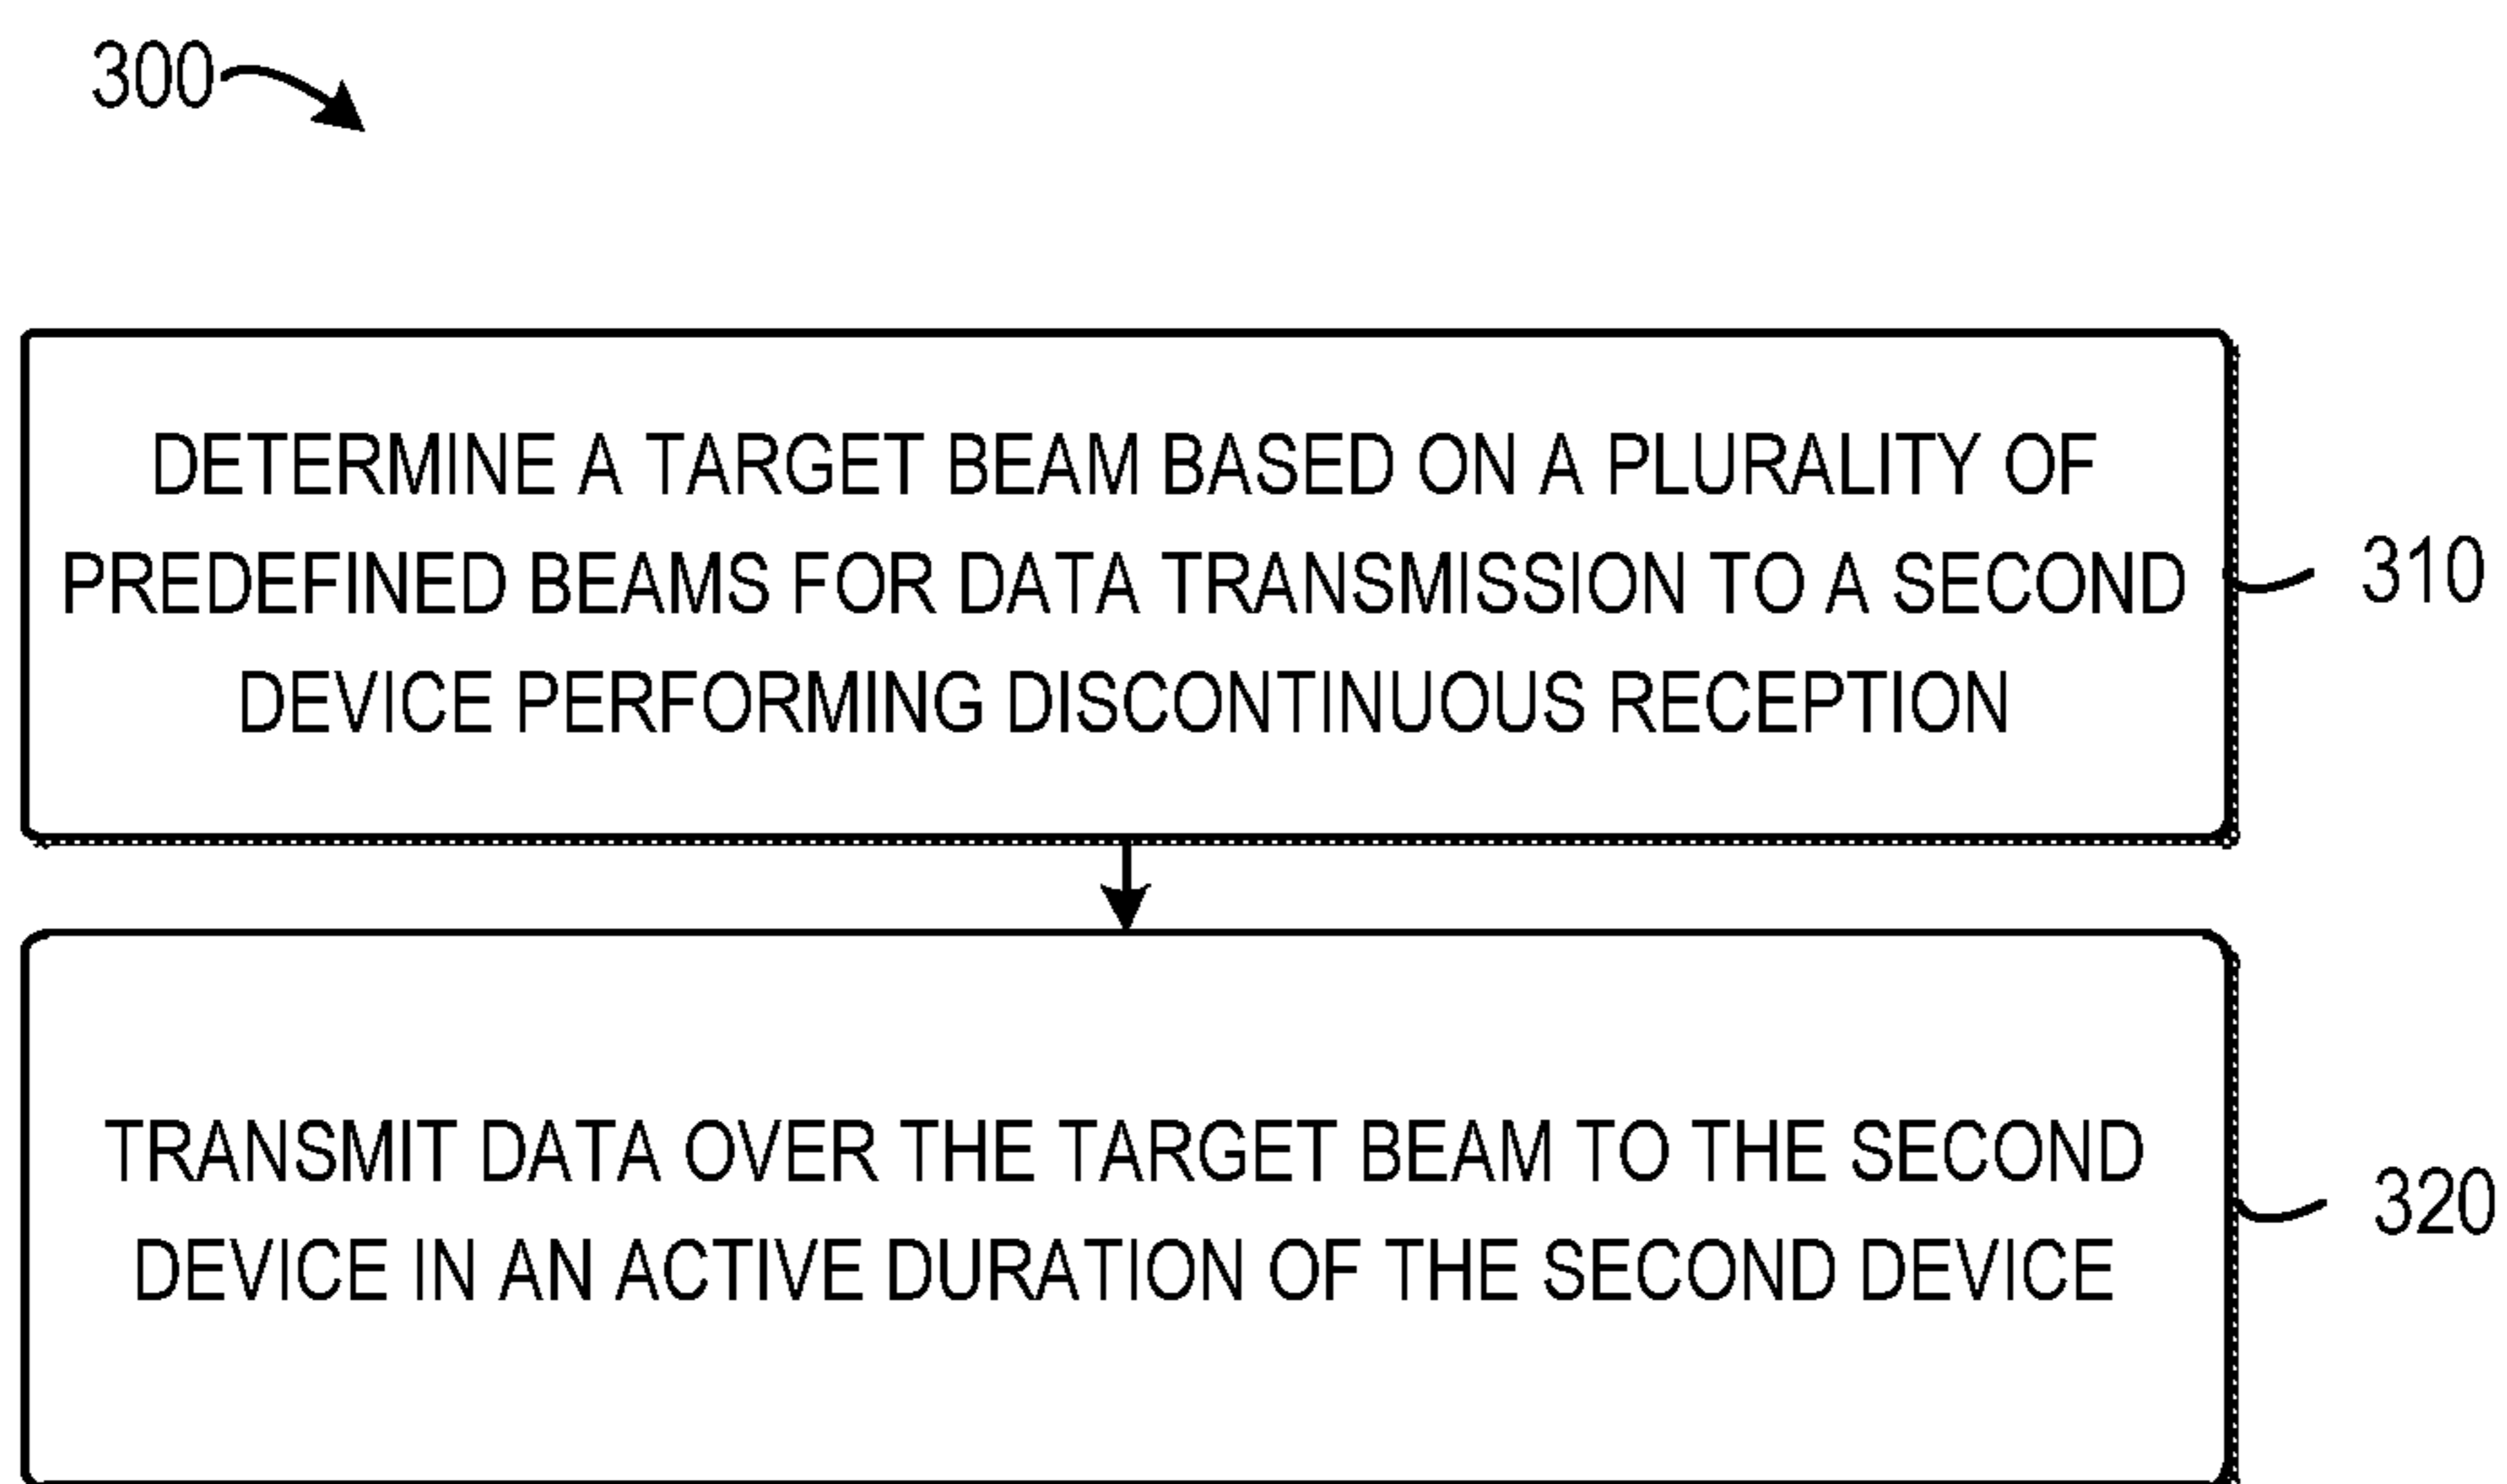 300
DETERMINE A TARGET BEAM BASED ON A PLURALITY OF
PREDEFINED BEAMS FOR DATA TRANSMISSION TO A SECOND
DEVICE PERFORMING DISCONTINUOUS RECEPTION
310
TRANSMIT DATA OVER THE TARGET BEAM TO THE SECOND
DEVICE IN AN ACTIVE DURATION OF THE SECOND DEVICE
320